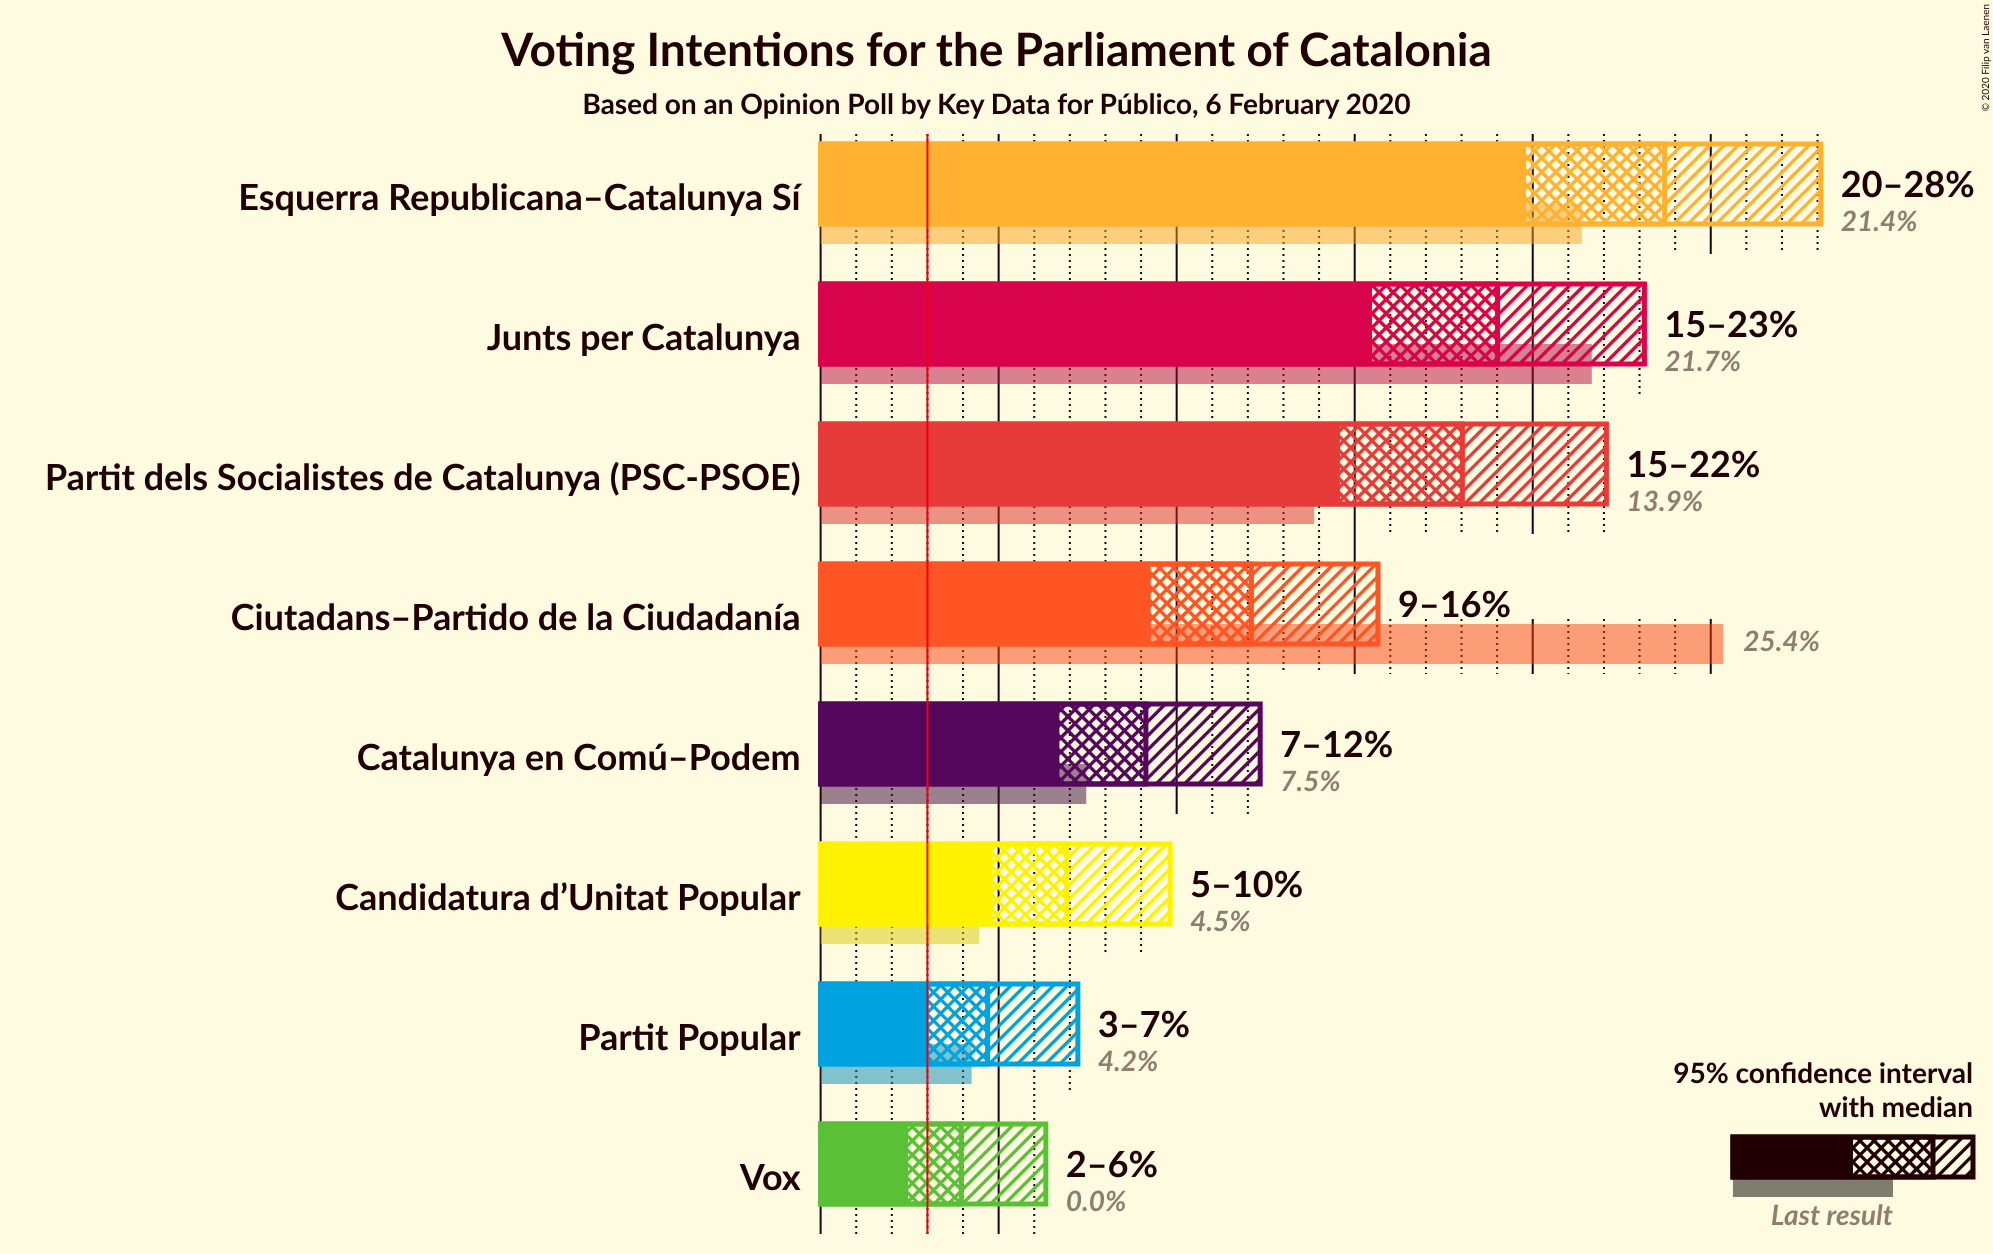 Voting Intentions for the Parliament of Catalonia
Based on an Opinion Poll by Key Data for Público, 6 February 2020
© 2020 Filip van Laenen
Esquerra Republicana–Catalunya Sí
20–28%
21.4%
Junts per Catalunya
15–23%
21.7%
Partit dels Socialistes de Catalunya (PSC-PSOE)
15–22%
13.9%
Ciutadans–Partido de la Ciudadanía
9–16%
25.4%
Catalunya en Comú–Podem
7–12%
7.5%
Candidatura d’Unitat Popular
5–10%
4.5%
Partit Popular
3–7%
4.2%
Vox
2–6%
0.0%
95% confidence interval
with median
Last result